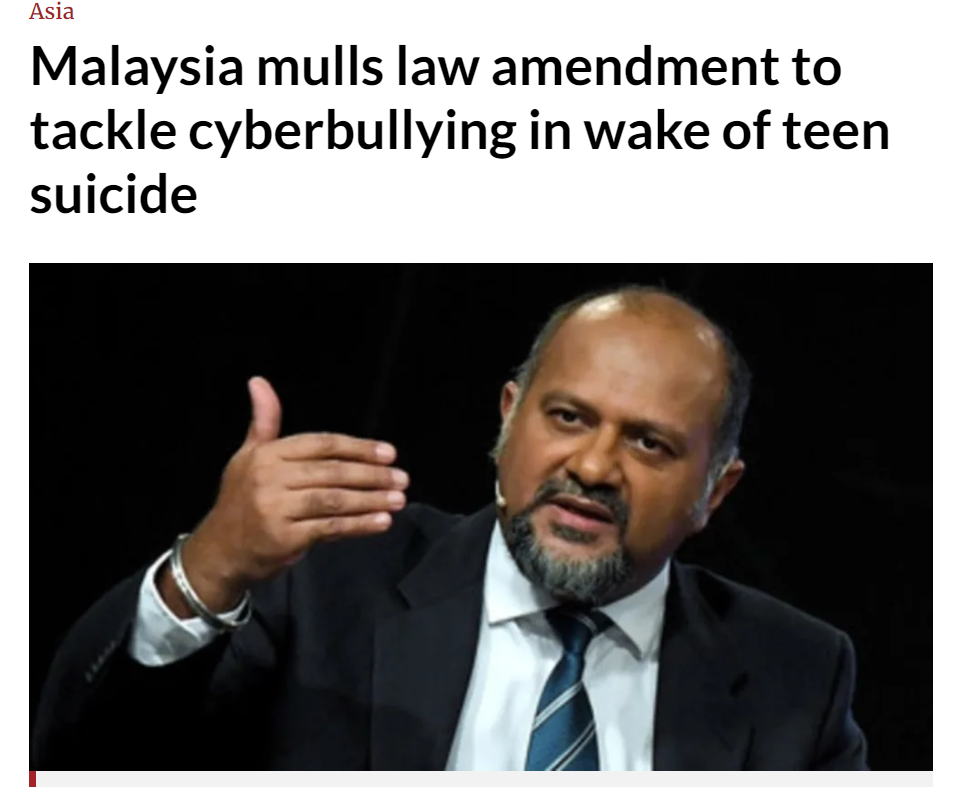 Asia
Malaysia mulls law amendment to
tackle cyberbullying in wake of teen
suicide